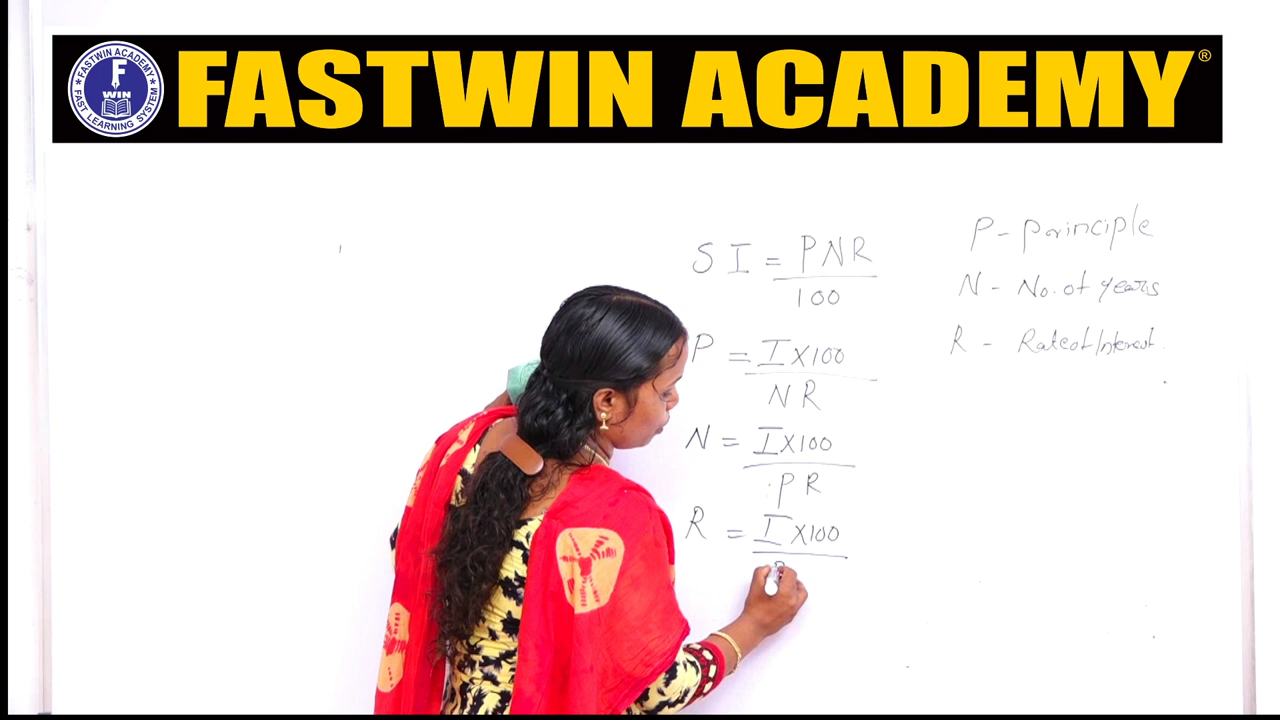 FASTWIN ACADEMY®
FASTWIN ACADEMY
F
WIN
FAST LEARNING SYSTEM
SI = PNR
100
P = I X 100
NR
N = I X 100
PR
R = I X 100
P - Principle
N - No. of years
R - Rate of Interest.